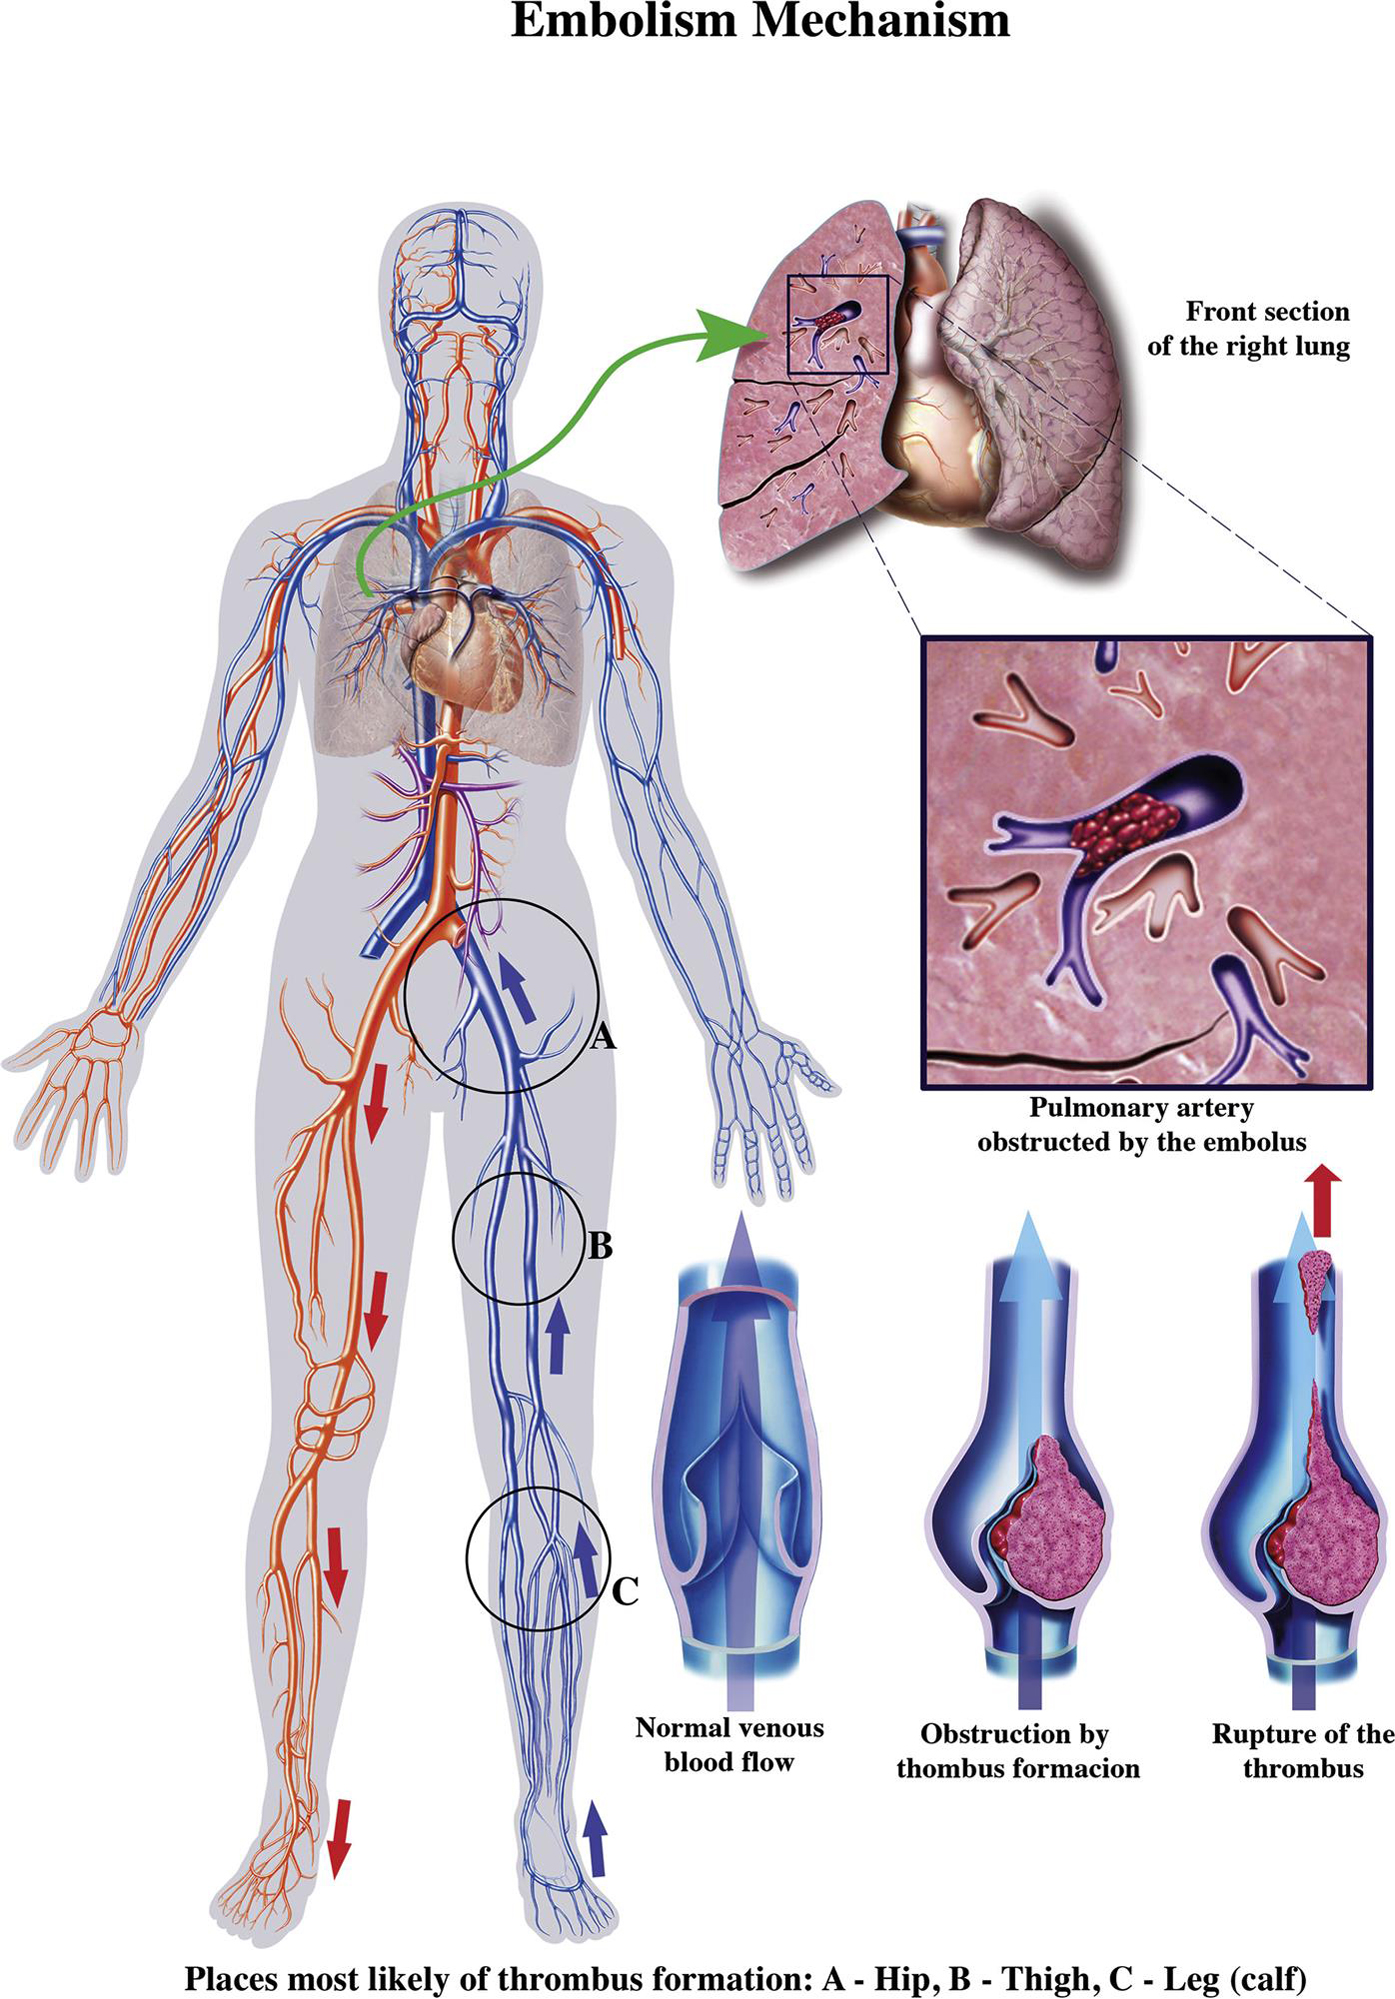 Embolism Mechanism
Front section
of the right lung
Pulmonary artery
obstructed by the embolus
A
B
C
Normal venous
blood flow
Obstruction by
thombus formacion
Rupture of the
thrombus
Places most likely of thrombus formation: A - Hip, B - Thigh, C - Leg (calf)